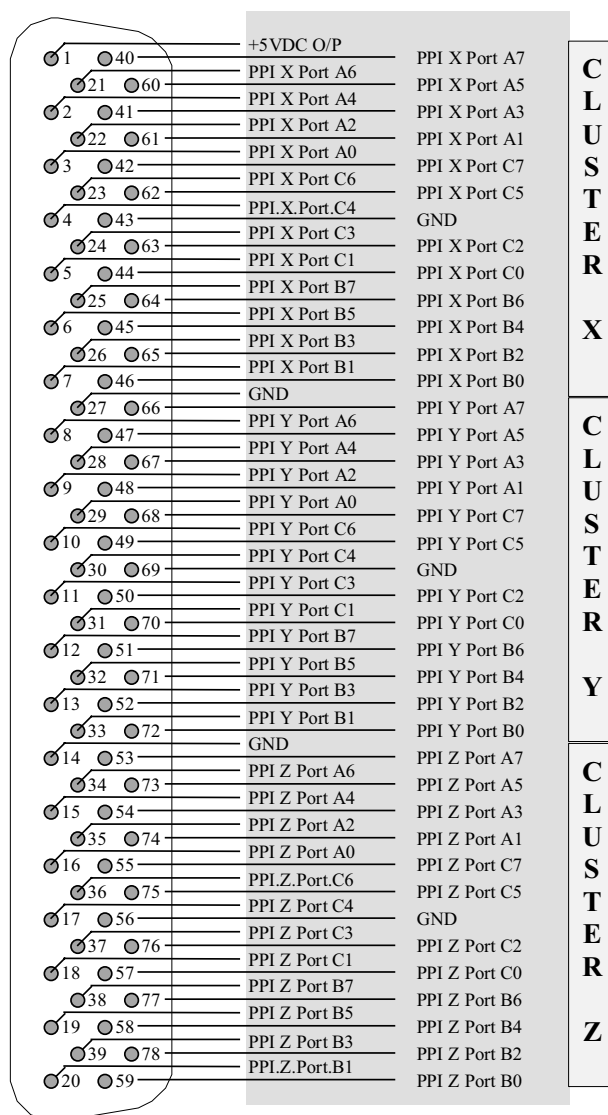 +5VDC O/P
1 40 PPI X Port A7
PPI X Port A6
21 60 PPI X Port A5
PPI X Port A4
2 41 PPI X Port A3
PPI X Port A2
22 61 PPI X Port A1
PPI X Port A0
3 42 PPI X Port C7
PPI X Port C6
23 62 PPI X Port C5
PPI.X.Port.C4
4 43 GND
PPI X Port C3
24 63 PPI X Port C2
PPI X Port C1
5 44 PPI X Port C0
PPI X Port B7
25 64 PPI X Port B6
PPI X Port B5
6 45 PPI X Port B4
PPI X Port B3
26 65 PPI X Port B2
PPI X Port B1
7 46 PPI X Port B0
GND
27 66 PPI Y Port A7
PPI Y Port A6
8 47 PPI Y Port A5
PPI Y Port A4
28 67 PPI Y Port A3
PPI Y Port A2
9 48 PPI Y Port A1
PPI Y Port A0
29 68 PPI Y Port C7
PPI Y Port C6
10 49 PPI Y Port C5
PPI Y Port C4
30 69 GND
PPI Y Port C3
11 50 PPI Y Port C2
PPI Y Port C1
31 70 PPI Y Port C0
PPI Y Port B7
12 51 PPI Y Port B6
PPI Y Port B5
32 71 PPI Y Port B4
PPI Y Port B3
13 52 PPI Y Port B2
PPI Y Port B1
33 72 PPI Y Port B0
GND
14 53 PPI Z Port A7
PPI Z Port A6
34 73 PPI Z Port A5
PPI Z Port A4
15 54 PPI Z Port A3
PPI Z Port A2
35 74 PPI Z Port A1
PPI Z Port A0
16 55 PPI Z Port C7
PPI.Z.Port.C6
36 75 PPI Z Port C5
PPI Z Port C4
17 56 GND
PPI Z Port C3
37 76 PPI Z Port C2
PPI Z Port C1
18 57 PPI Z Port C0
PPI Z Port B7
38 77 PPI Z Port B6
PPI Z Port B5
19 58 PPI Z Port B4
PPI Z Port B3
39 78 PPI Z Port B2
PPI.Z.Port.B1
20 59 PPI Z Port B0
CLUSTER X
CLUSTER Y
CLUSTER Z